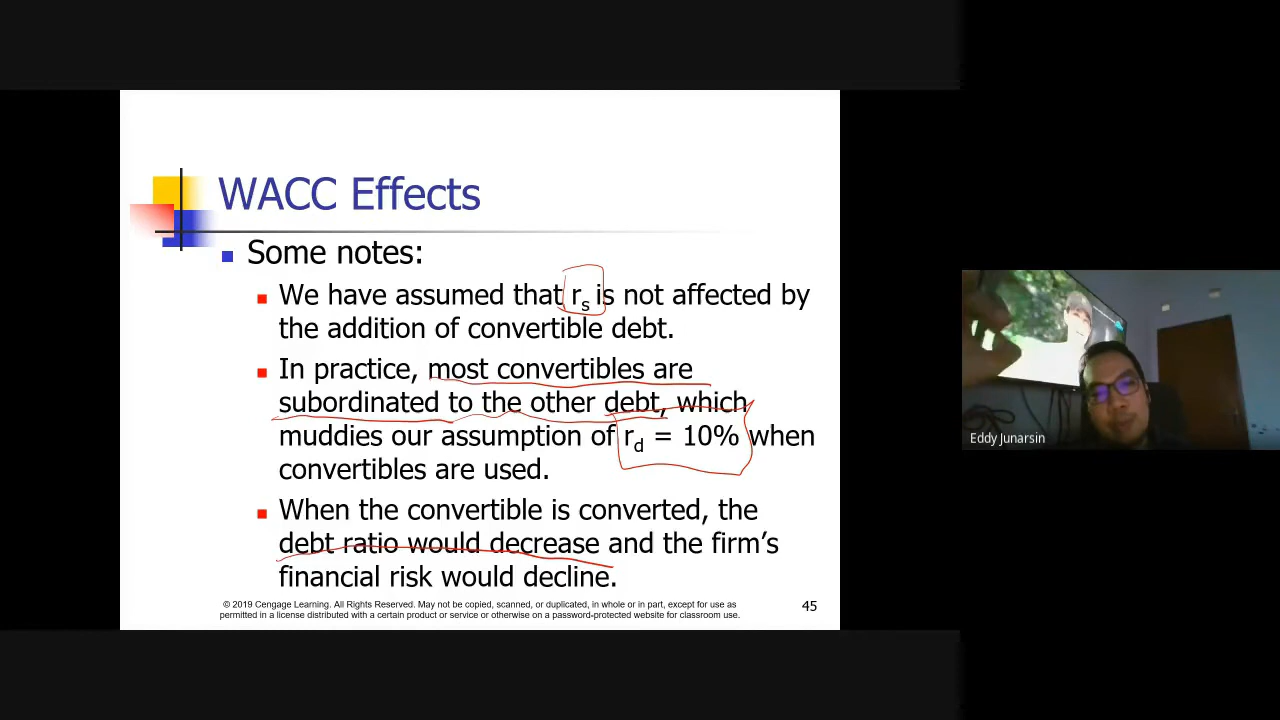 WACC Effects
Some notes:
We have assumed that rs is not affected by
the addition of convertible debt.
In practice, most convertibles are
subordinated to the other debt, which
muddies our assumption of rd = 10% when
convertibles are used.
When the convertible is converted, the
debt ratio would decrease and the firm's
financial risk would decline.
© 2019 Cengage Learning. All Rights Reserved. May not be copied, scanned, or duplicated, in whole or in part, except for use as
permitted in a license distributed with a certain product or service or otherwise on a password-protected website for classroom use.
45
Eddy Junarsin